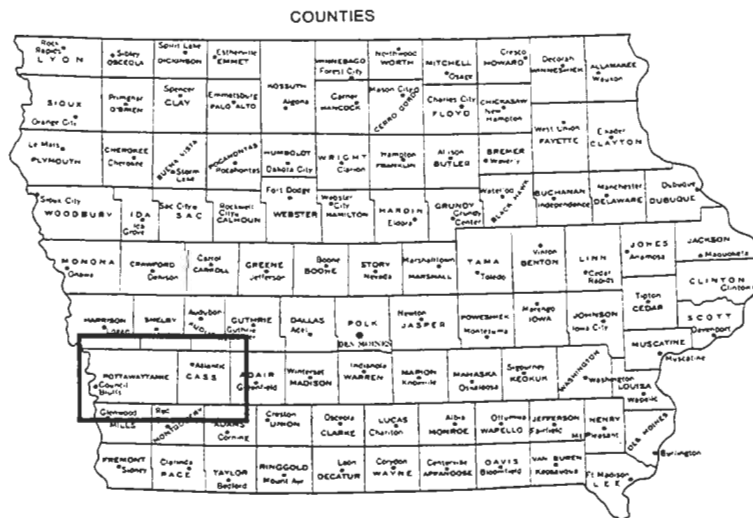 COUNTIES
Rock Rapids
LYON
Sibley
OSCEOLA
Spirit Lake
DICKINSON
Estherville
EMMET
WINNEBAGO
Forest City
Northwood
WORTH
MITCHELL
Osage
Cresco
HOWARD
Decorah
WINNESHIEK
ALLAMAKEE
Waukon
SIOUX
Orange City
Primghar
O'BRIEN
Spencer
CLAY
Emmetsburg
PALO ALTO
KOSSUTH
Algona
Garner
HANCOCK
Mason City
CERRO GORDO
Charles City
FLOYD
CHICKASAW
New Hampton
West Union
FAYETTE
Elkader
CLAYTON
Le Mars
PLYMOUTH
CHEROKEE
Cherokee
BUENA VISTA
Storm Lake
POCAHONTAS
Pocahontas
HUMBOLDT
Dakota City
WRIGHT
Clarion
Hampton
FRANKLIN
Allison
BUTLER
BREMER
Waverly
Sioux City
WOODBURY
IDA
Ida Grove
Sac City
SAC
Rockwell City
CALHOUN
Fort Dodge
WEBSTER
Webster City
HAMILTON
HARDIN
Eldora
GRUNDY
Grundy Center
Waterloo
BLACK HAWK
BUCHANAN
Independence
Manchester
DELAWARE
Dubuque
DUBUQUE
MONONA
Onawa
CRAWFORD
Denison
Carroll
CARROLL
GREENE
Jefferson
Boone
BOONE
STORY
Nevada
Marshalltown
MARSHALL
TAMA
Toledo
Vinton
BENTON
LINN
Cedar Rapids
JONES
Anamosa
JACKSON
Maquoketa
CLINTON
Clinton
HARRISON
SHELBY
Audubon
GUTHRIE
Guthrie
DALLAS
Adel
POLK
DES MOINES
Newton
JASPER
POWESHIEK
Montezuma
Marengo
IOWA
JOHNSON
Iowa City
Tipton
CEDAR
SCOTT
Davenport
MUSCATINE
Muscatine
POTTAWATTAMIE
Council Bluffs
Atlantic
CASS
ADAIR
Greenfield
Winterset
MADISON
Indianola
WARREN
MARION
Knoxville
MAHASKA
Oskaloosa
Sigourney
KEOKUK
WASHINGTON
Washington
LOUISA
Wapello
Glenwood
MILLS
Red
MONTGOMERY
ADAMS
Corning
Creston
UNION
Osceola
CLARKE
LUCAS
Chariton
Albia
MONROE
Ottumwa
WAPELLO
JEFFERSON
Fairfield
HENRY
Mt Pleasant
DES MOINES
Burlington
FREMONT
Sidney
Clarinda
PAGE
TAYLOR
Bedford
RINGGOLD
Mount Ayr
Leon
DECATUR
Corydon
WAYNE
Centerville
APPANOOSE
DAVIS
Bloomfield
VAN BUREN
Keosauqua
Ft Madison
LEE